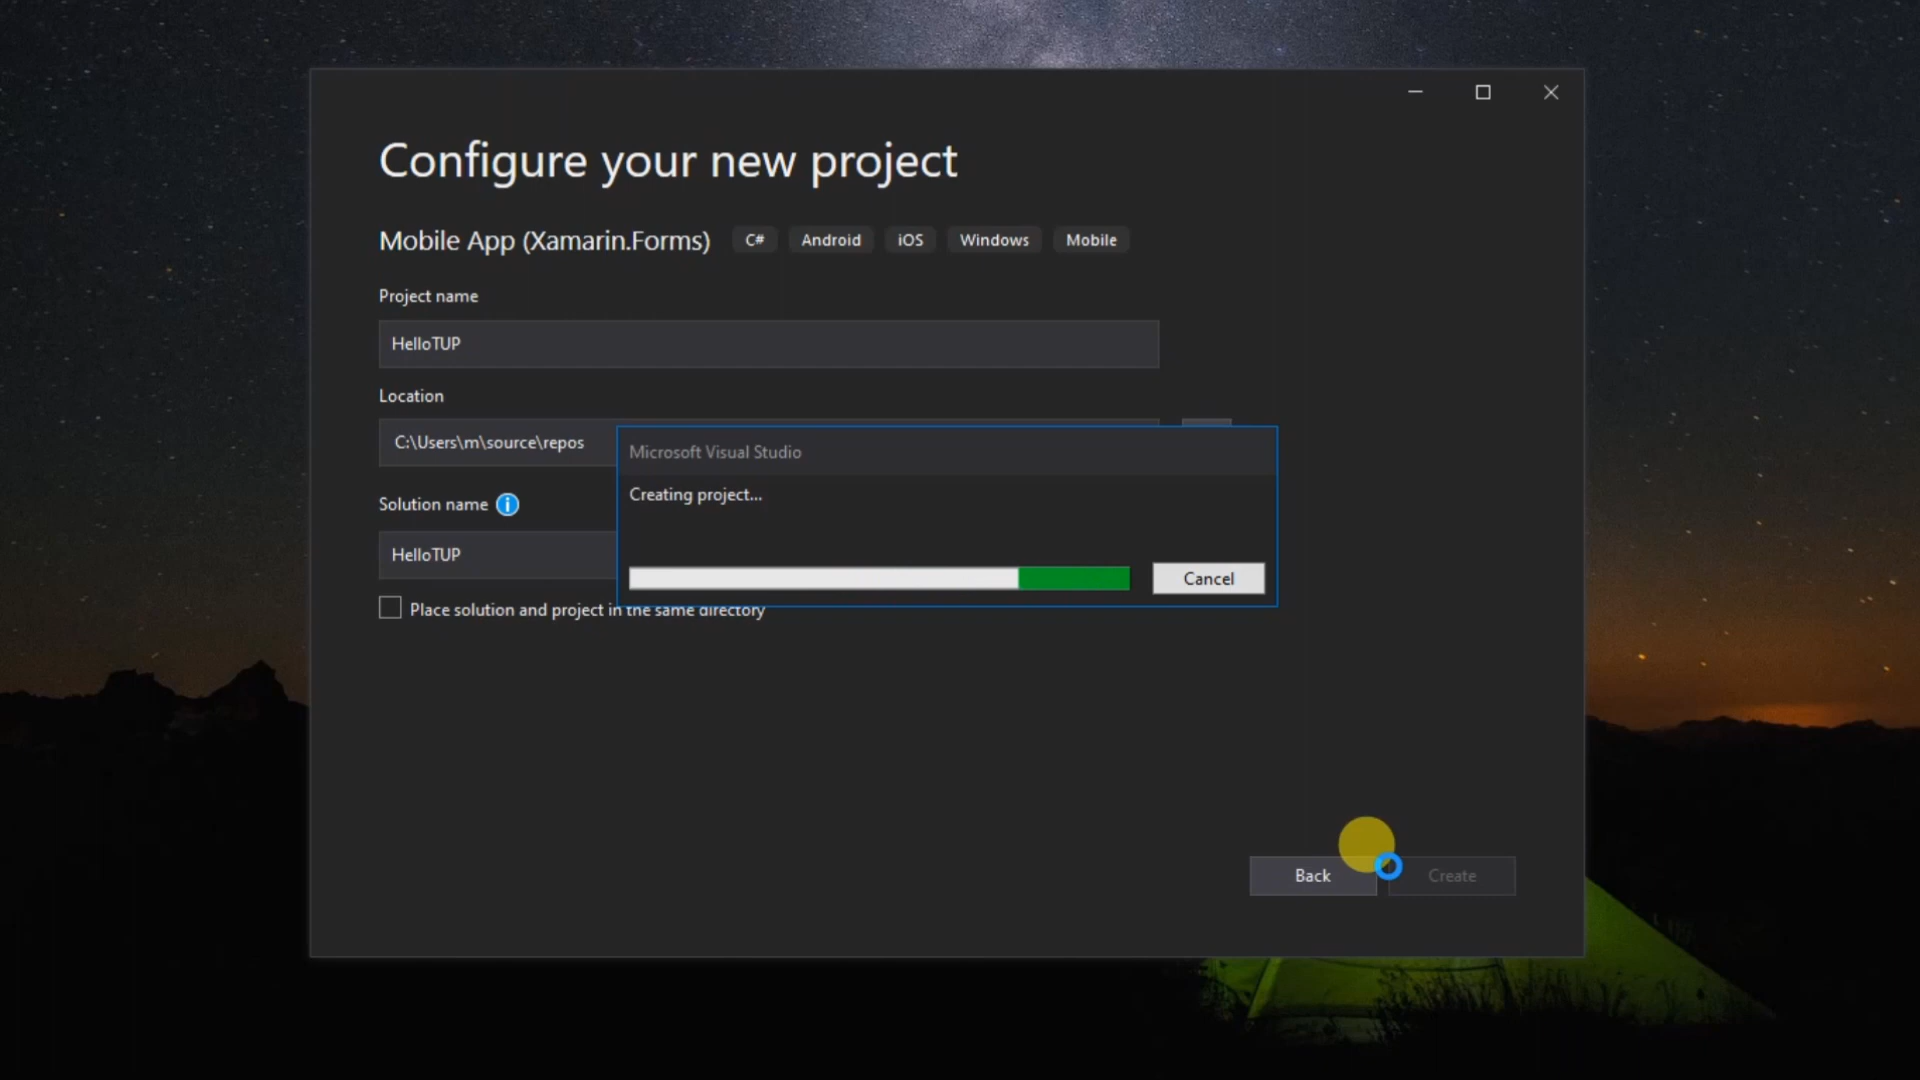 Configure your new project
Mobile App (Xamarin.Forms) C# Android iOS Windows Mobile
Project name
HelloTUP
Location
C:\Users\m\source\repos
Microsoft Visual Studio
Creating project...
Solution name
HelloTUP
Cancel
Place solution and project in the same directory
Back Create